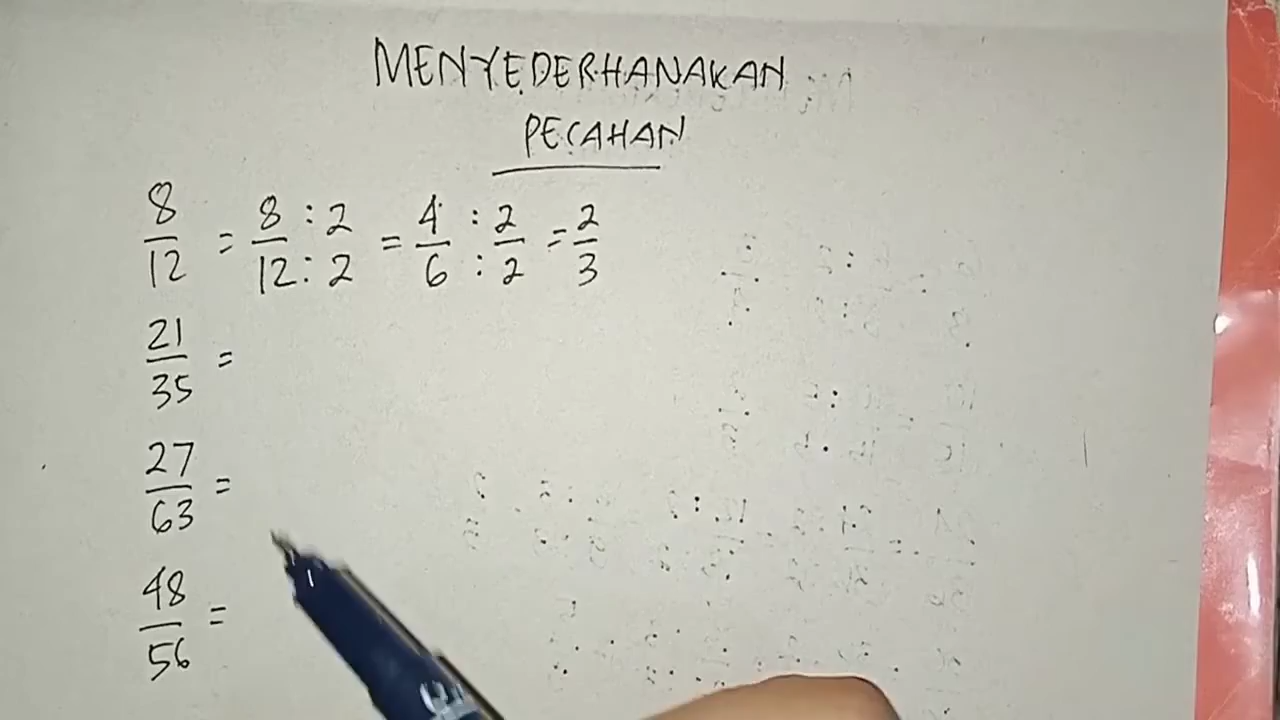 MENYEDERHANAKAN
PECAHAN
8/12 = 8 : 2/12 : 2 = 4/6 : 2/2 = 2/3
21/35 =
27/63 =
48/56 =